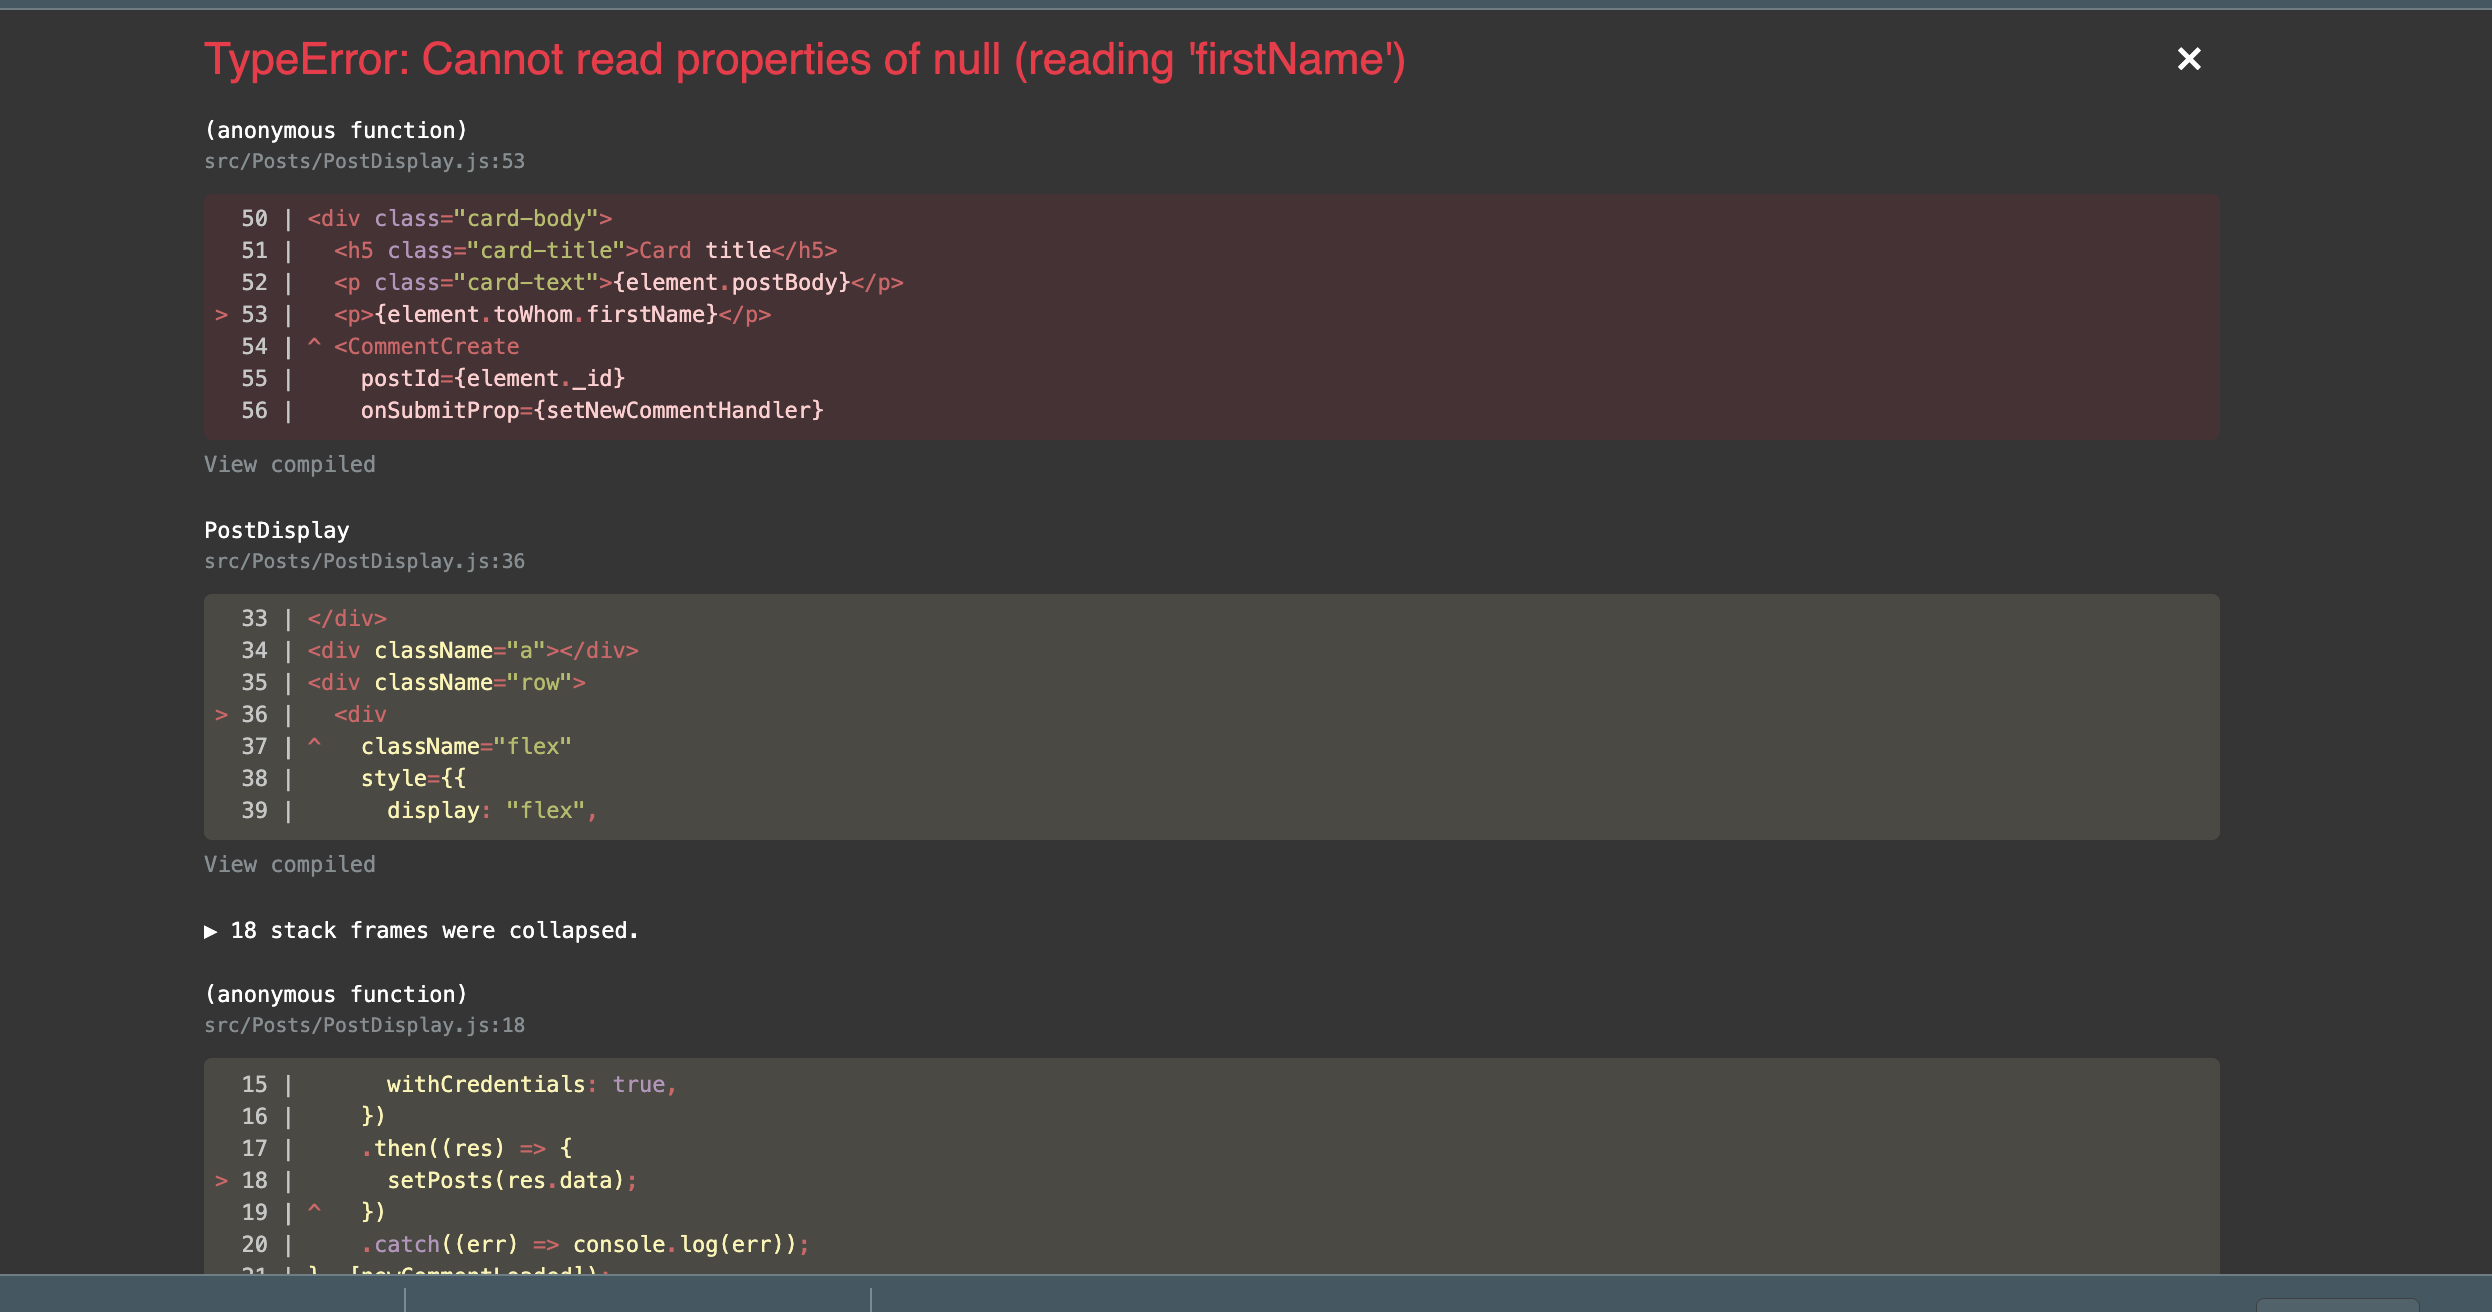 TypeError: Cannot read properties of null (reading 'firstName')
×
(anonymous function)
src/Posts/PostDisplay.js:53
50 | <div class="card-body">
51 |   <h5 class="card-title">Card title</h5>
52 |   <p class="card-text">{element.postBody}</p>
> 53 |   <p>{element.toWhom.firstName}</p>
54 | ^ <CommentCreate
55 |     postId={element._id}
56 |     onSubmitProp={setNewCommentHandler}
View compiled
PostDisplay
src/Posts/PostDisplay.js:36
33 | </div>
34 | <div className="a"></div>
35 | <div className="row">
> 36 |   <div
37 | ^   className="flex"
38 |     style={{
39 |       display: "flex",
View compiled
▶ 18 stack frames were collapsed.
(anonymous function)
src/Posts/PostDisplay.js:18
15 |       withCredentials: true,
16 |     })
17 |     .then((res) => {
> 18 |       setPosts(res.data);
19 | ^   })
20 |     .catch((err) => console.log(err));
21 | }, [newCommentLoaded]);